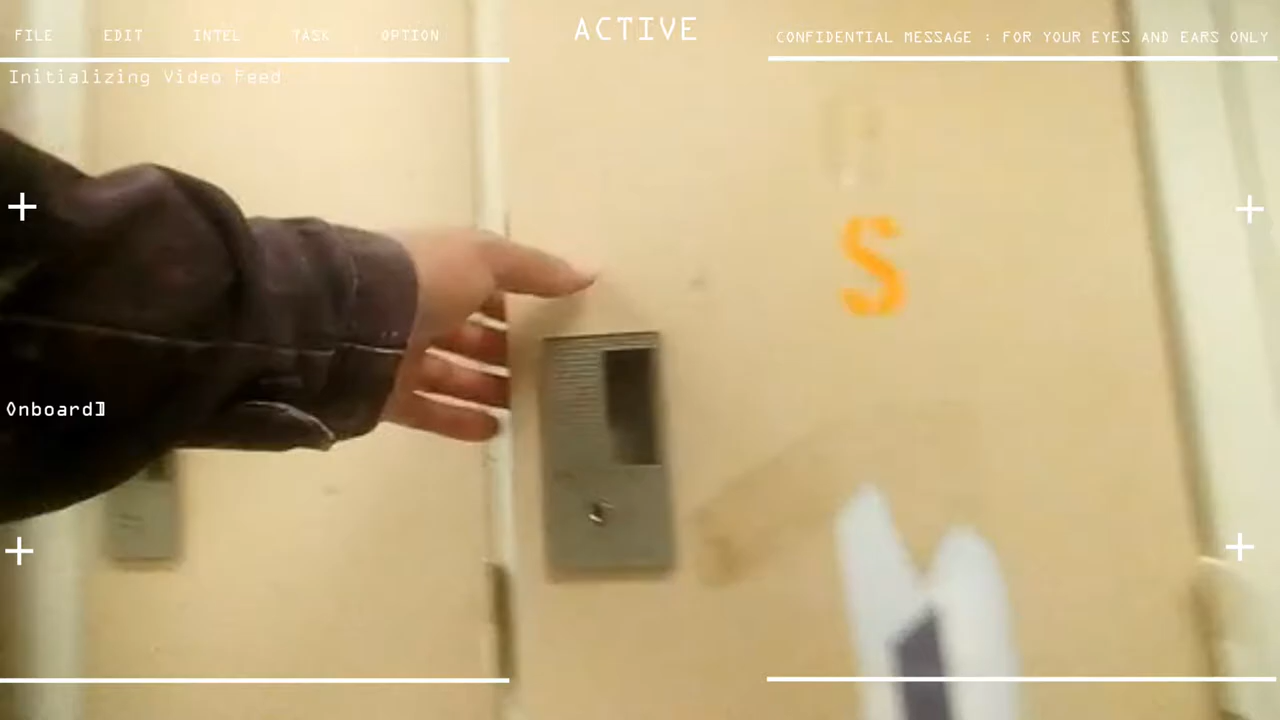 FILE EDIT INTEL TASK OPTION
ACTIVE
CONFIDENTIAL MESSAGE : FOR YOUR EYES AND EARS ONLY
Initializing Video Feed
S
Onboard